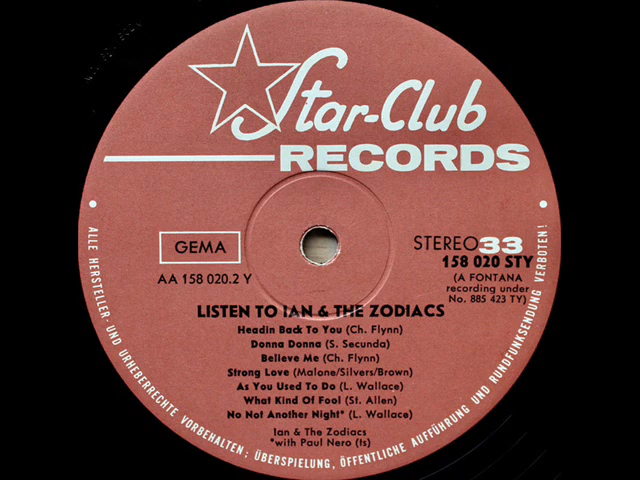 Star-Club
RECORDS
GEMA
AA 158 020.2 Y
STEREO 33
158 020 STY
(A FONTANA
recording under
No. 885 423 TY)
LISTEN TO IAN & THE ZODIACS
Headin Back To You (Ch. Flynn)
Donna Donna (S. Secunda)
Believe Me (Ch. Flynn)
Strong Love (Malone/Silvers/Brown)
As You Used To Do (L. Wallace)
What Kind Of Fool (St. Allen)
No Not Another Night* (L. Wallace)
Ian & The Zodiacs
*with Paul Nero (ts)
• ALLE HERSTELLER- UND URHEBERRECHTE VORBEHALTEN; ÜBERSPIELUNG, ÖFFENTLICHE AUFFÜHRUNG UND RUNDFUNKSENDUNG VERBOTEN! •